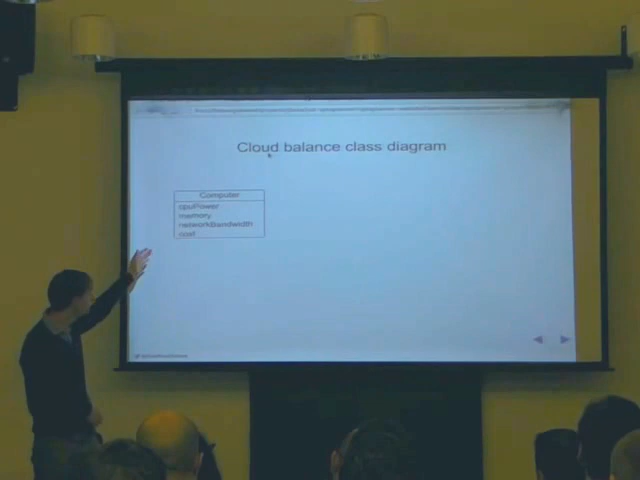 Cloud balance class diagram
Computer
cpuPower
memory
networkBandwidth
cost